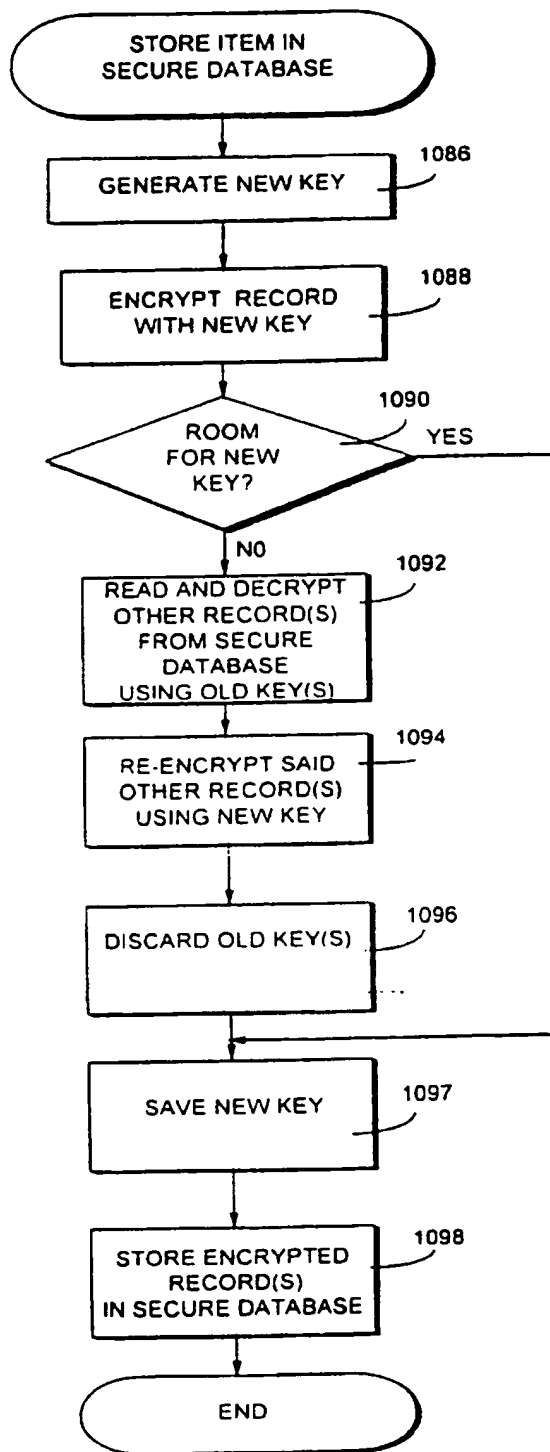 STORE ITEM IN
SECURE DATABASE
1086
GENERATE NEW KEY
1088
ENCRYPT RECORD
WITH NEW KEY
1090
ROOM
FOR NEW
KEY?
YES
NO
1092
READ AND DECRYPT
OTHER RECORD(S)
FROM SECURE
DATABASE
USING OLD KEY(S)
1094
RE-ENCRYPT SAID
OTHER RECORD(S)
USING NEW KEY
1096
DISCARD OLD KEY(S)
SAVE NEW KEY
1097
1098
STORE ENCRYPTED
RECORD(S)
IN SECURE DATABASE
END